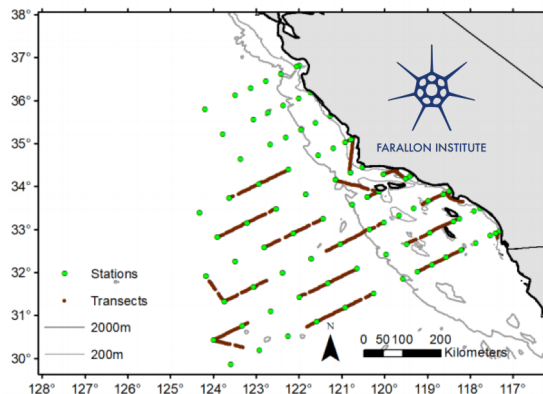 38°
37°
36°
35°
34°
33°
32°
31°
30°
FARALLON INSTITUTE
Stations
Transects
2000m
200m
N
0 50 100 200
Kilometers
128° 127° 126° 125° 124° 123° 122° 121° 120° 119° 118° 117°